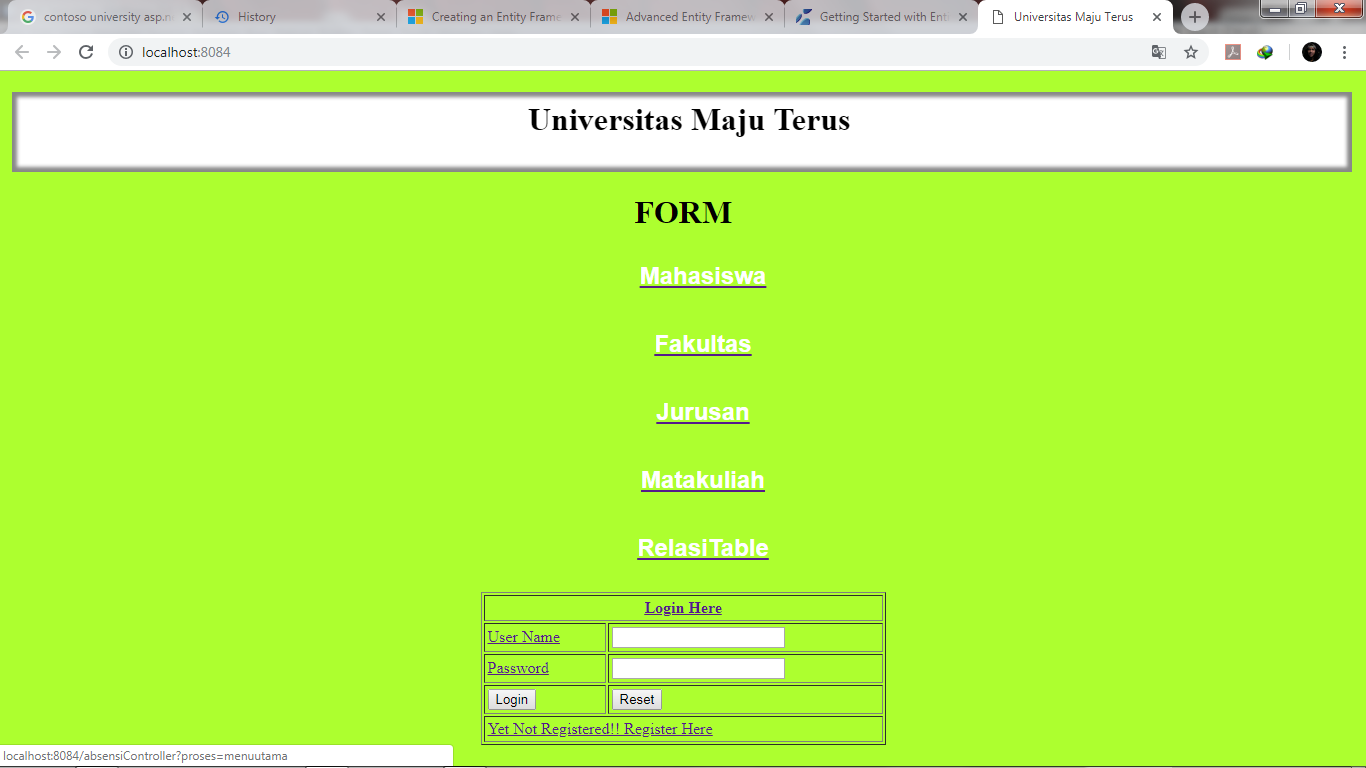 contoso university asp.n
History
Creating an Entity Frame
Advanced Entity Framew
Getting Started with Ent
Universitas Maju Terus
localhost:8084
Universitas Maju Terus
FORM
Mahasiswa
Fakultas
Jurusan
Matakuliah
RelasiTable
Login Here
User Name
Password
Login Reset
Yet Not Registered!! Register Here
localhost:8084/absensiController?proses=menuutama